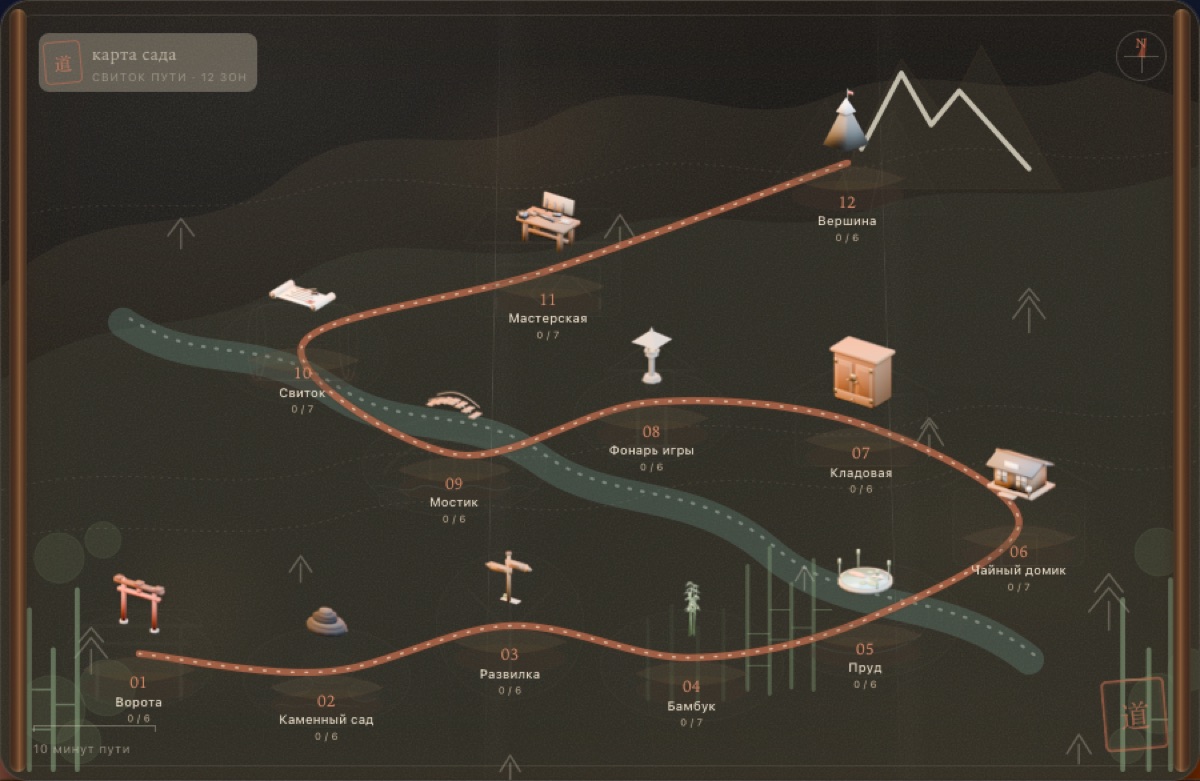 道
карта сада
СВИТОК ПУТИ · 12 ЗОН
N
12
Вершина
0 / 6
11
Мастерская
0 / 7
10
Свиток
0 / 7
08
Фонарь игры
0 / 6
07
Кладовая
0 / 6
09
Мостик
0 / 6
06
Чайный домик
0 / 7
03
Развилка
0 / 6
05
Пруд
0 / 6
01
Ворота
0 / 6
04
Бамбук
0 / 7
02
Каменный сад
0 / 6
道
10 минут пути